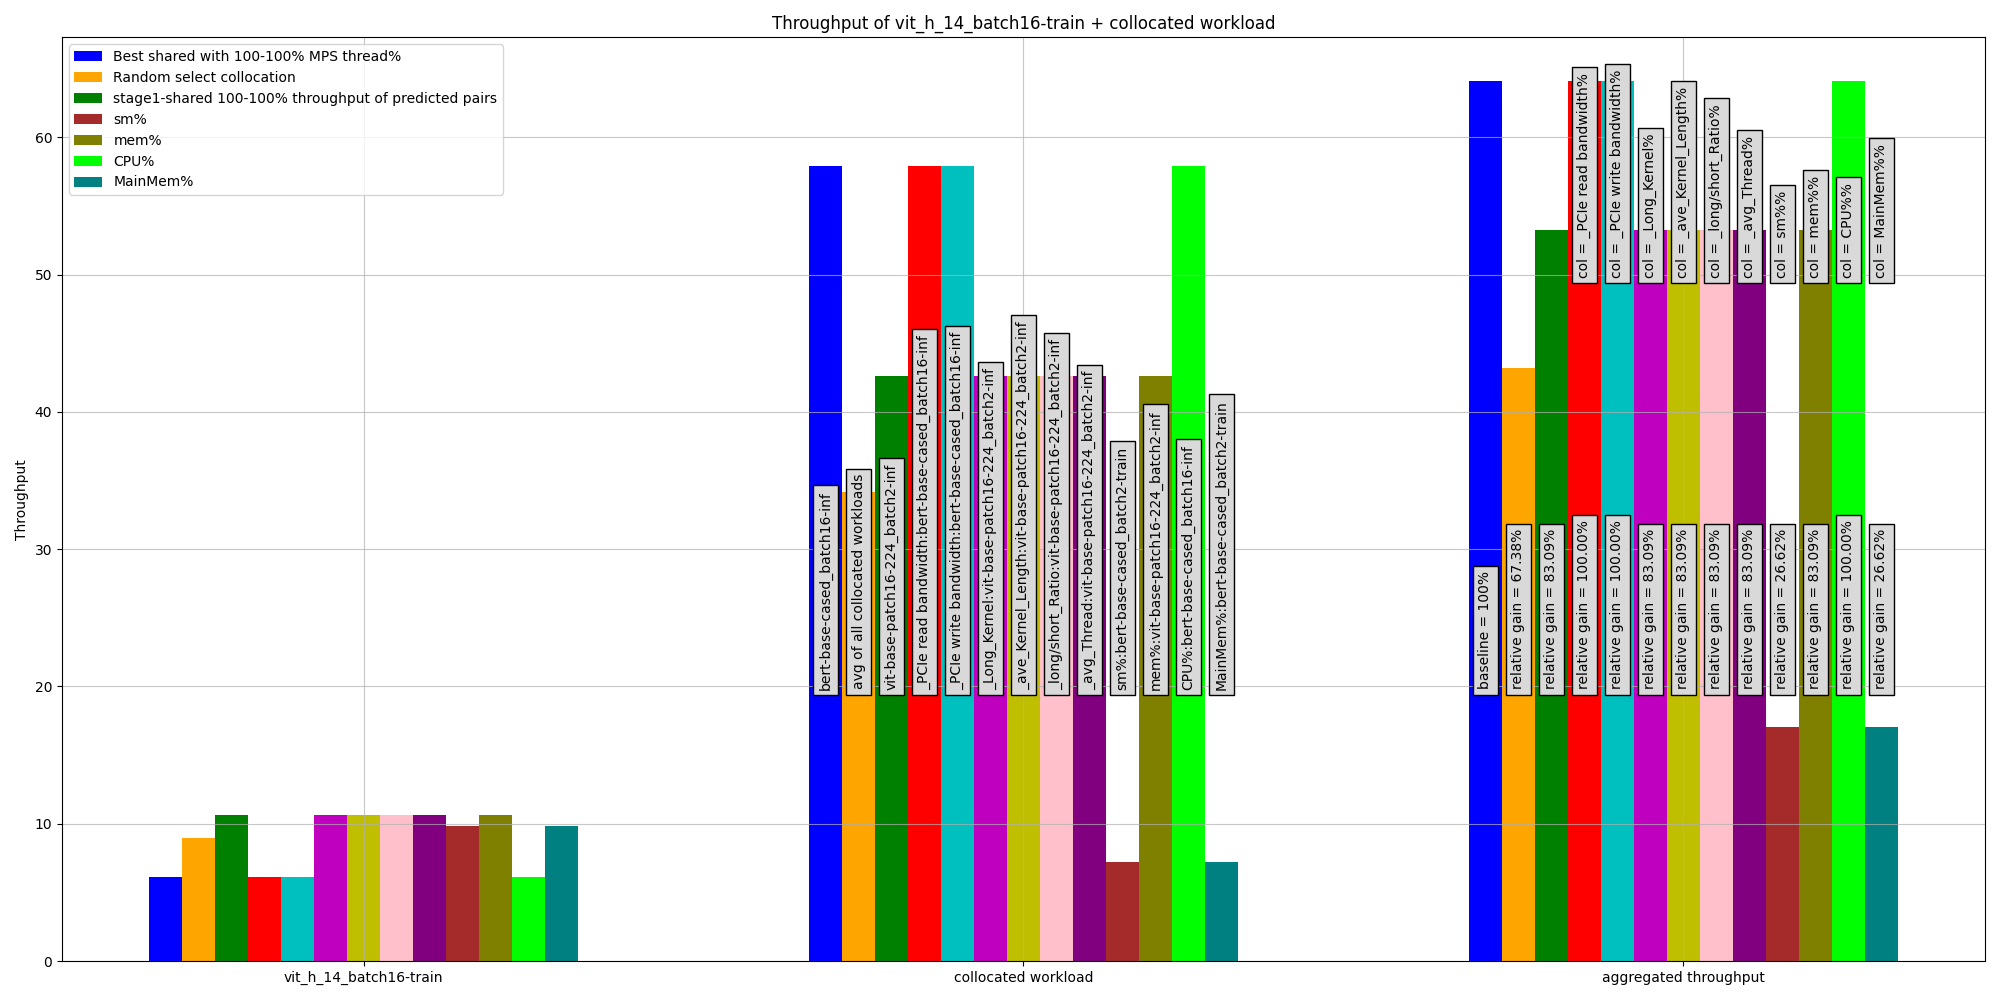 Throughput of vit_h_14_batch16-train + collocated workload
Best shared with 100-100% MPS thread%
Random select collocation
stage1-shared 100-100% throughput of predicted pairs
sm%
mem%
CPU%
MainMem%
Throughput
60
50
40
30
20
10
0
bert-base-cased_batch16-inf
avg of all collocated workloads
vit-base-patch16-224_batch2-inf
_PCIe read bandwidth:bert-base-cased_batch16-inf
_PCIe write bandwidth:bert-base-cased_batch16-inf
_Long_Kernel:vit-base-patch16-224_batch2-inf
_ave_Kernel_Length:vit-base-patch16-224_batch2-inf
_long/short_Ratio:vit-base-patch16-224_batch2-inf
_avg_Thread:vit-base-patch16-224_batch2-inf
sm%:bert-base-cased_batch2-train
mem%:vit-base-patch16-224_batch2-inf
CPU%:bert-base-cased_batch16-inf
MainMem%:bert-base-cased_batch2-train
col = _PCIe read bandwidth%
col = _PCIe write bandwidth%
col = _Long_Kernel%
col = _ave_Kernel_Length%
col = _long/short_Ratio%
col = _avg_Thread%
col = sm%%
col = mem%%
col = CPU%%
col = MainMem%%
baseline = 100%
relative gain = 67.38%
relative gain = 83.09%
relative gain = 100.00%
relative gain = 100.00%
relative gain = 83.09%
relative gain = 83.09%
relative gain = 83.09%
relative gain = 83.09%
relative gain = 26.62%
relative gain = 83.09%
relative gain = 100.00%
relative gain = 26.62%
vit_h_14_batch16-train
collocated workload
aggregated throughput